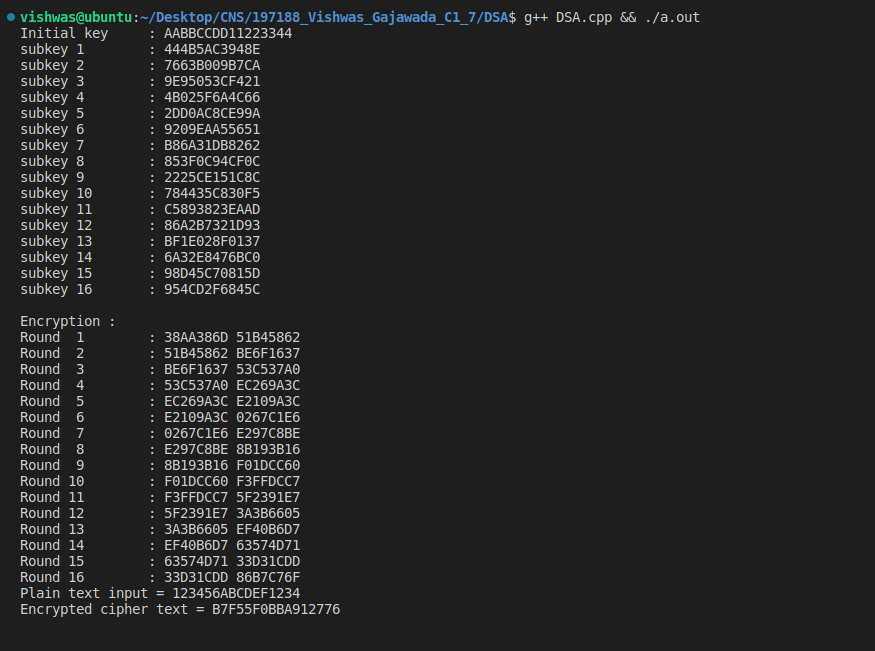 vishwas@ubuntu:~/Desktop/CNS/197188_Vishwas_Gajawada_C1_7/DSA$ g++ DSA.cpp && ./a.out
Initial key     : AABBCCDD11223344
subkey 1        : 444B5AC3948E
subkey 2        : 7663B009B7CA
subkey 3        : 9E95053CF421
subkey 4        : 4B025F6A4C66
subkey 5        : 2DD0AC8CE99A
subkey 6        : 9209EAA55651
subkey 7        : B86A31DB8262
subkey 8        : 853F0C94CF0C
subkey 9        : 2225CE151C8C
subkey 10       : 784435C830F5
subkey 11       : C5893823EAAD
subkey 12       : 86A2B7321D93
subkey 13       : BF1E028F0137
subkey 14       : 6A32E8476BC0
subkey 15       : 98D45C70815D
subkey 16       : 954CD2F6845C

Encryption :
Round  1        : 38AA386D 51B45862
Round  2        : 51B45862 BE6F1637
Round  3        : BE6F1637 53C537A0
Round  4        : 53C537A0 EC269A3C
Round  5        : EC269A3C E2109A3C
Round  6        : E2109A3C 0267C1E6
Round  7        : 0267C1E6 E297C8BE
Round  8        : E297C8BE 8B193B16
Round  9        : 8B193B16 F01DCC60
Round 10        : F01DCC60 F3FFDCC7
Round 11        : F3FFDCC7 5F2391E7
Round 12        : 5F2391E7 3A3B6605
Round 13        : 3A3B6605 EF40B6D7
Round 14        : EF40B6D7 63574D71
Round 15        : 63574D71 33D31CDD
Round 16        : 33D31CDD 86B7C76F
Plain text input = 123456ABCDEF1234
Encrypted cipher text = B7F55F0BBA912776